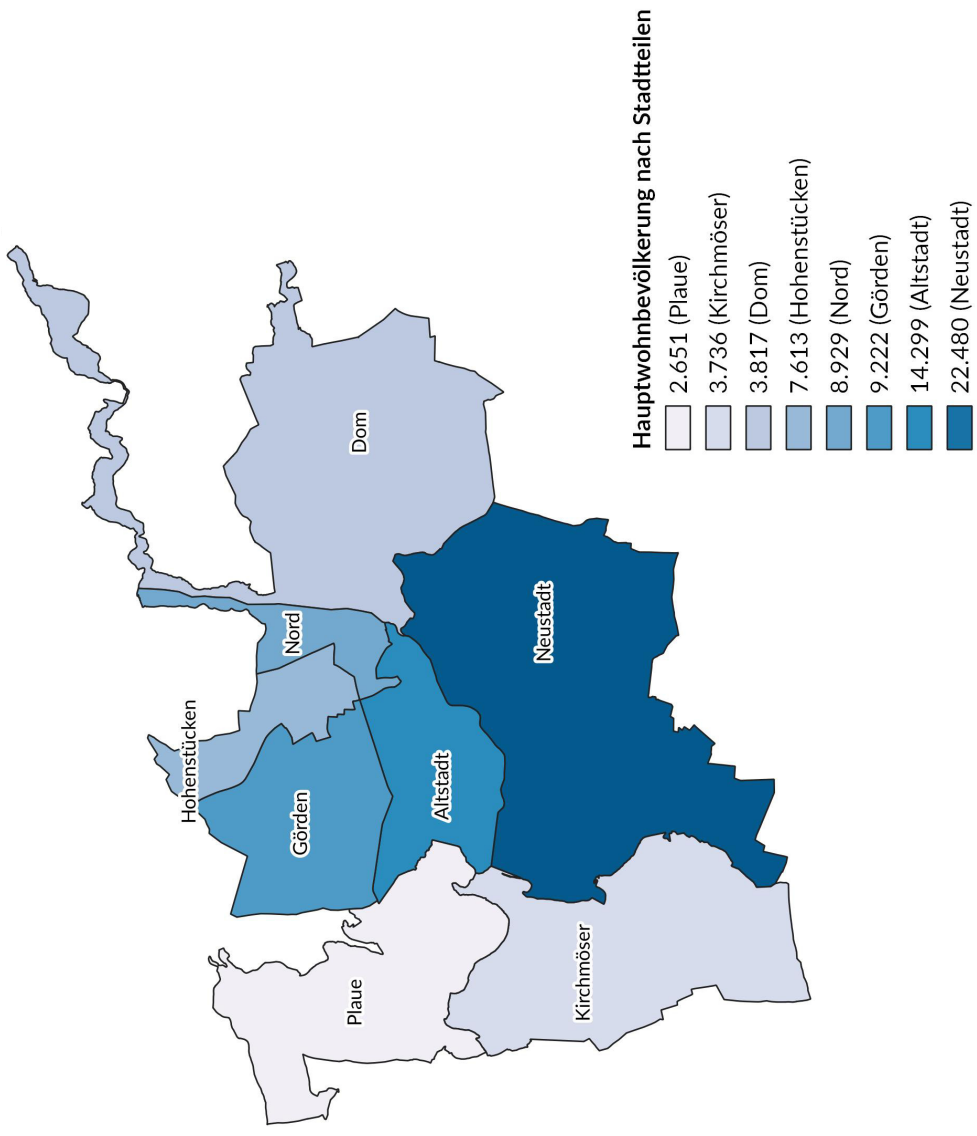 Hohenstücken
Nord
Dom
Görden
Altstadt
Plaue
Neustadt
Kirchmöser
Hauptwohnbevölkerung nach Stadtteilen
2.651 (Plaue)
3.736 (Kirchmöser)
3.817 (Dom)
7.613 (Hohenstücken)
8.929 (Nord)
9.222 (Görden)
14.299 (Altstadt)
22.480 (Neustadt)